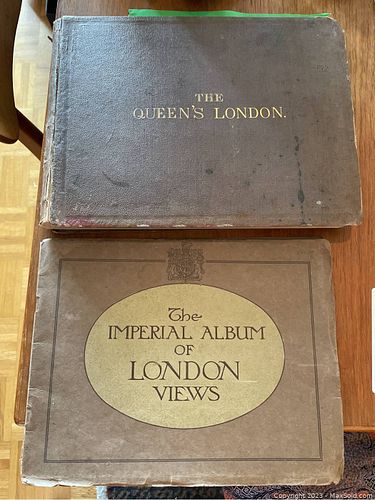 THE
QUEEN'S LONDON.
The
IMPERIAL ALBUM
OF
LONDON
VIEWS
Copyright 2023 - MaxSold.com